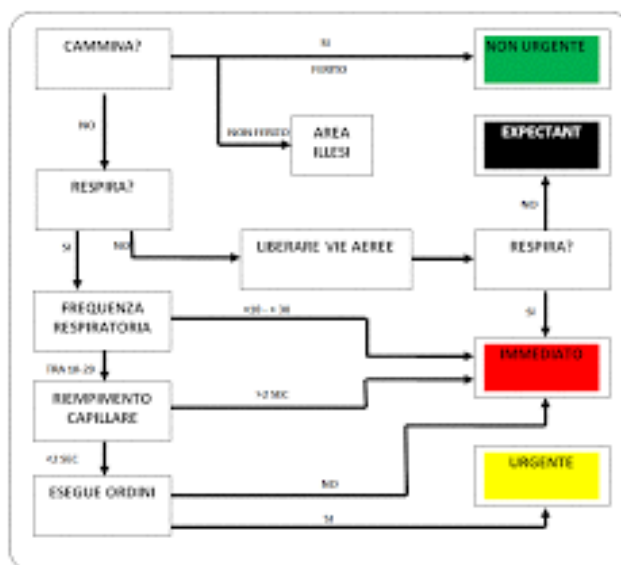 CAMMINA?
SI
FERITO
NON URGENTE
NO
NON FERITO
AREA
ILLESI
EXPECTANT
RESPIRA?
NO
SI
NO
LIBERARE VIE AEREE
RESPIRA?
SI
FREQUENZA
RESPIRATORIA
IMMEDIATO
TRA 10-29
RIEMPIMENTO
CAPILLARE
>2 SEC
<2 SEC
URGENTE
ESEGUE ORDINI
NO
SI